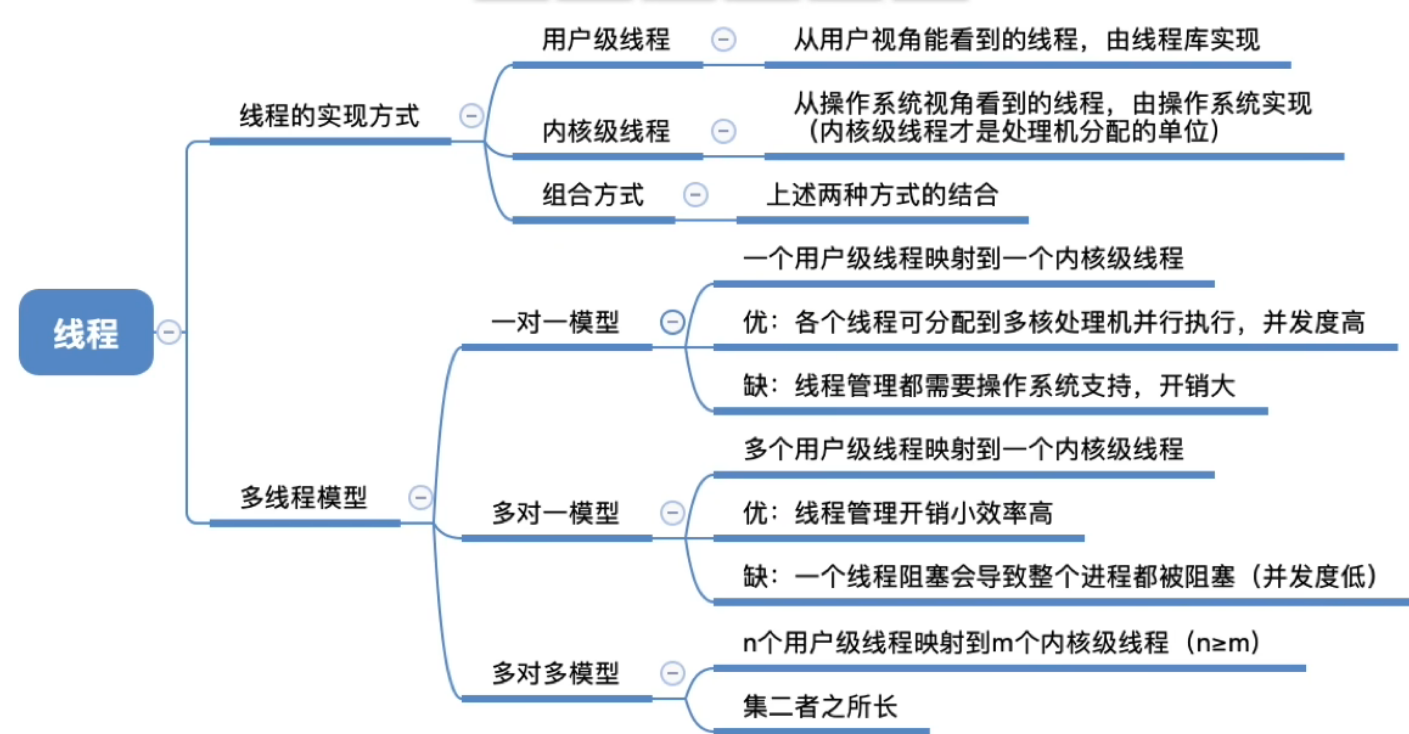 线程
线程的实现方式
用户级线程
从用户视角能看到的线程，由线程库实现
内核级线程
从操作系统视角看到的线程，由操作系统实现
（内核级线程才是处理机分配的单位）
组合方式
上述两种方式的结合
多线程模型
一对一模型
一个用户级线程映射到一个内核级线程
优：各个线程可分配到多核处理机并行执行，并发度高
缺：线程管理都需要操作系统支持，开销大
多对一模型
多个用户级线程映射到一个内核级线程
优：线程管理开销小效率高
缺：一个线程阻塞会导致整个进程都被阻塞（并发度低）
多对多模型
n个用户级线程映射到m个内核级线程（n≥m）
集二者之所长